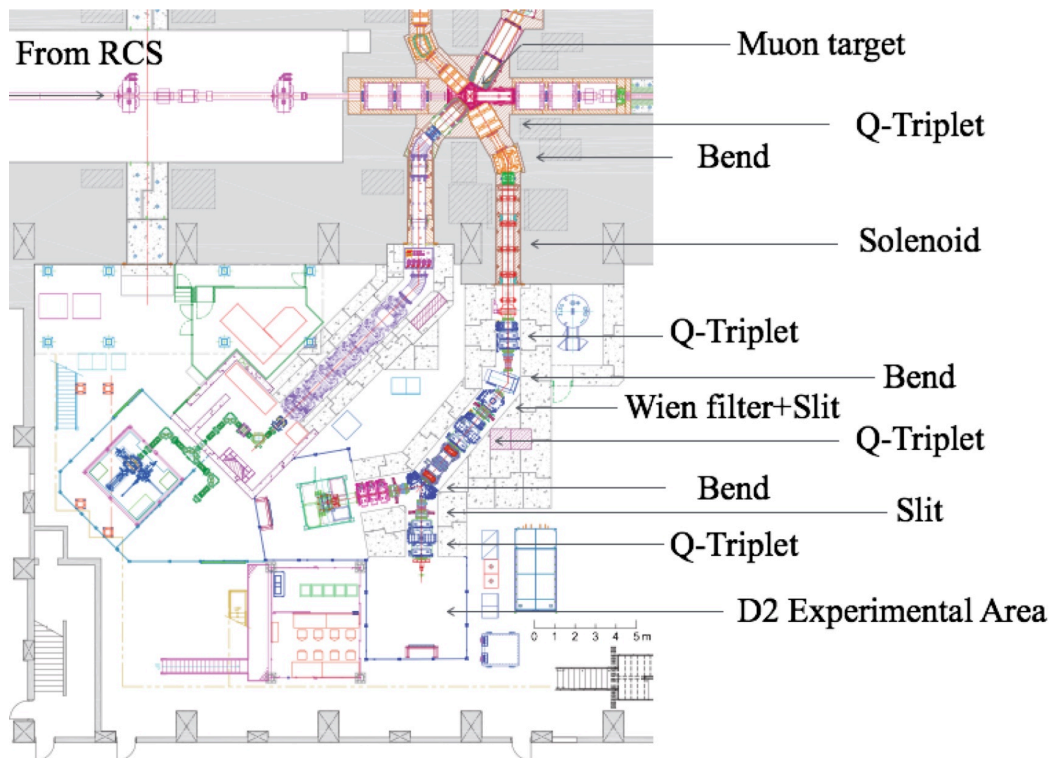 From RCS
Muon target
Q-Triplet
Bend
Solenoid
Q-Triplet
Bend
Wien filter+Slit
Q-Triplet
Bend
Slit
Q-Triplet
D2 Experimental Area
0 1 2 3 4 5 m